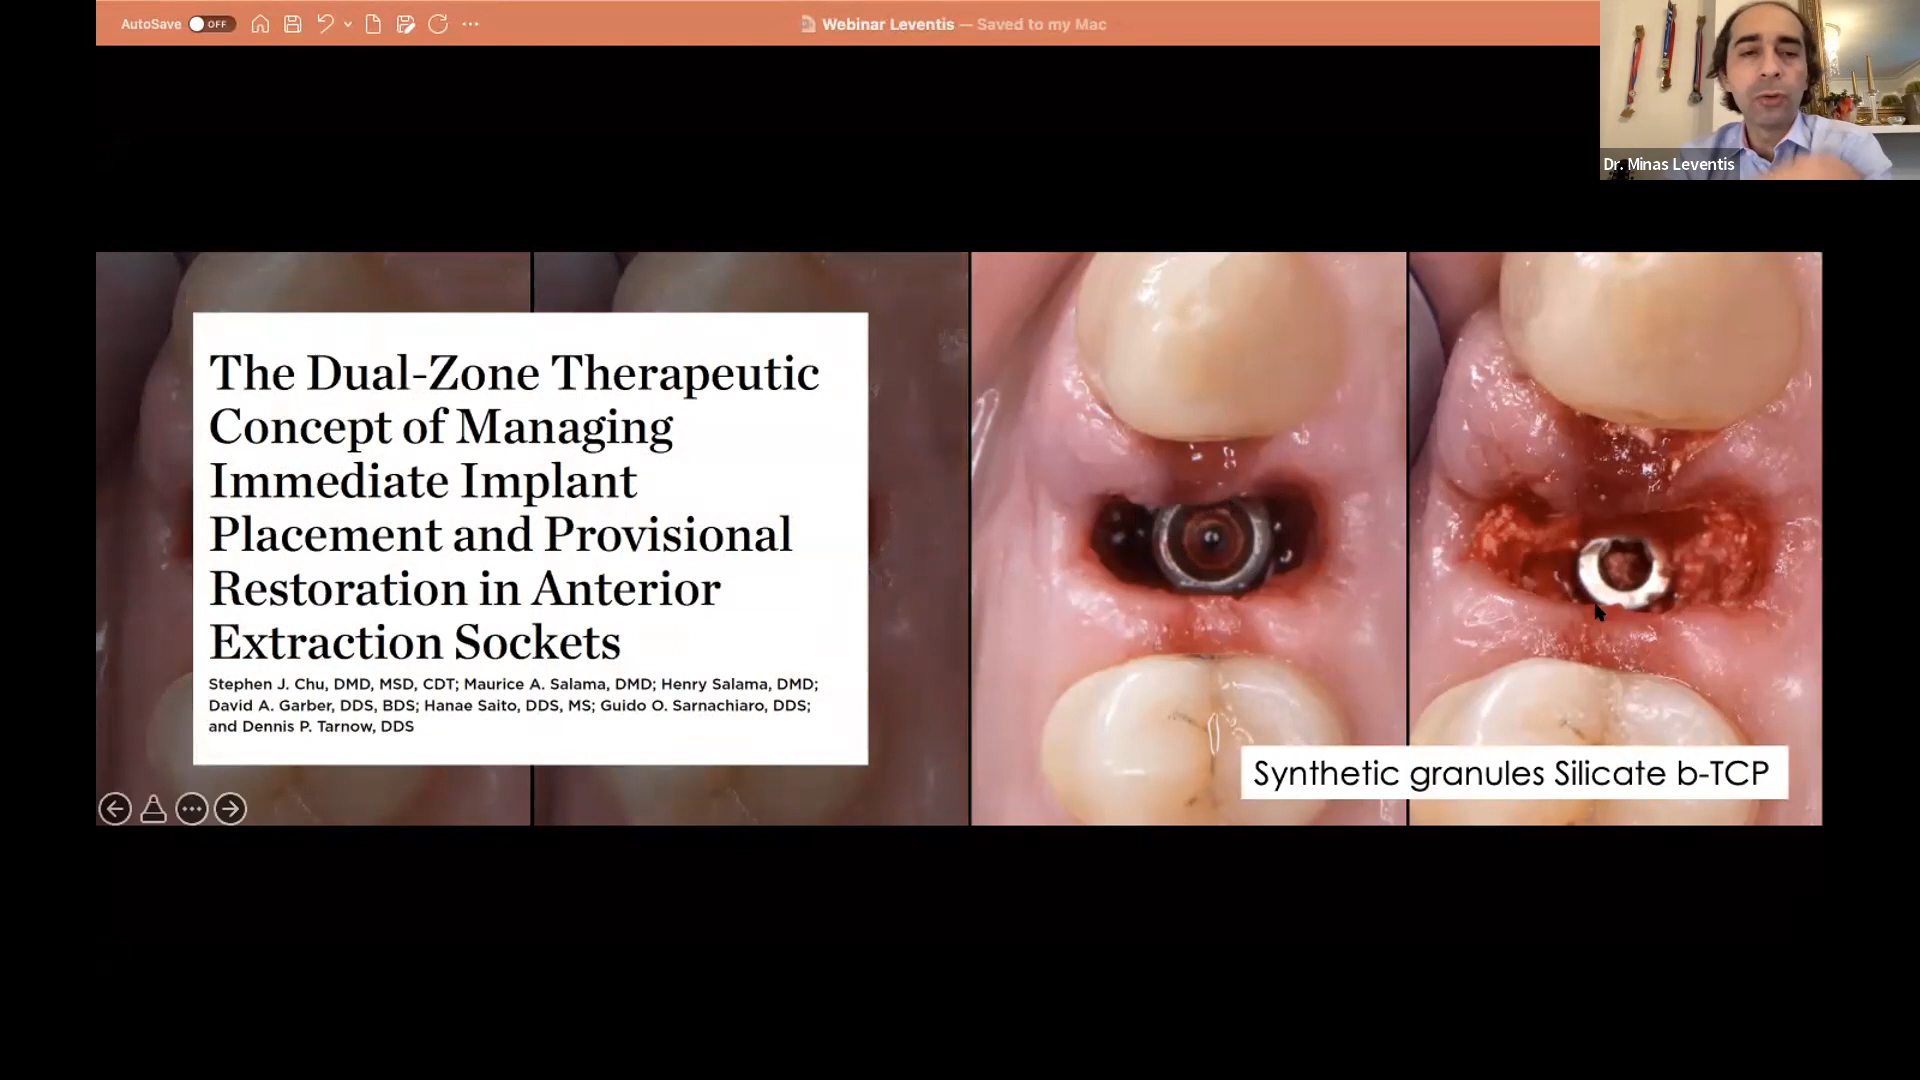 AutoSave OFF
Webinar Leventis — Saved to my Mac
Dr. Minas Leventis
The Dual-Zone Therapeutic
Concept of Managing
Immediate Implant
Placement and Provisional
Restoration in Anterior
Extraction Sockets
Stephen J. Chu, DMD, MSD, CDT; Maurice A. Salama, DMD; Henry Salama, DMD;
David A. Garber, DDS, BDS; Hanae Saito, DDS, MS; Guido O. Sarnachiaro, DDS;
and Dennis P. Tarnow, DDS
Synthetic granules Silicate b-TCP